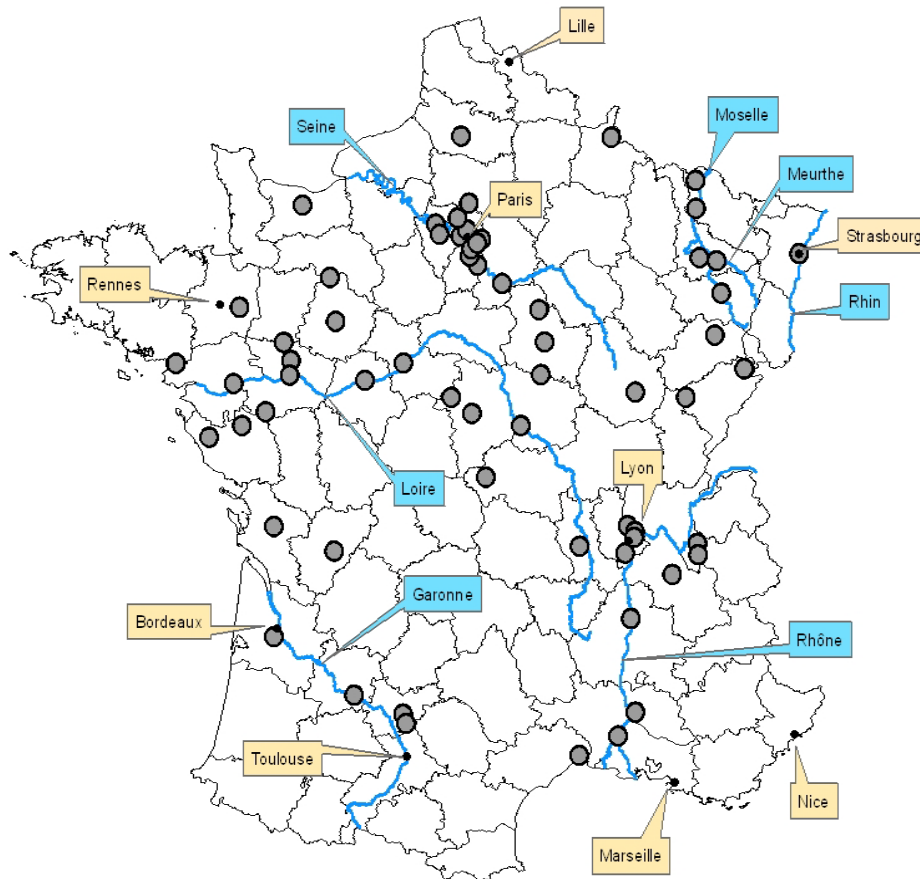 Lille
Seine
Moselle
Meurthe
Paris
Strasbourg
Rennes
Rhin
Lyon
Loire
Garonne
Bordeaux
Rhône
Toulouse
Nice
Marseille